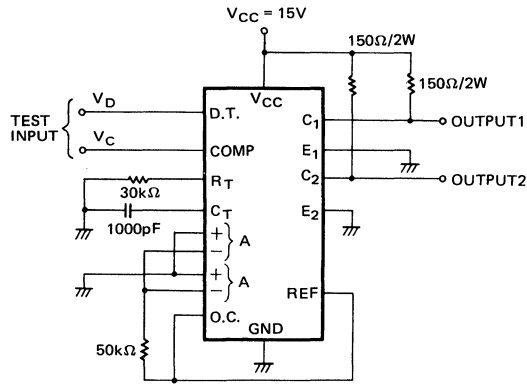 V_CC = 15V
150Ω/2W
150Ω/2W
V_CC
TEST
INPUT
V_D
D.T.
V_C
COMP
C_1
OUTPUT1
E_1
R_T
30kΩ
C_2
OUTPUT2
C_T
1000pF
E_2
+
−
A
+
−
A
REF
O.C.
GND
50kΩ